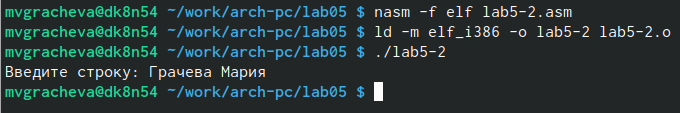 mvgracheva@dk8n54 ~/work/arch-pc/lab05 $ nasm -f elf lab5-2.asm
mvgracheva@dk8n54 ~/work/arch-pc/lab05 $ ld -m elf_i386 -o lab5-2 lab5-2.o
mvgracheva@dk8n54 ~/work/arch-pc/lab05 $ ./lab5-2
Введите строку: Грачева Мария
mvgracheva@dk8n54 ~/work/arch-pc/lab05 $